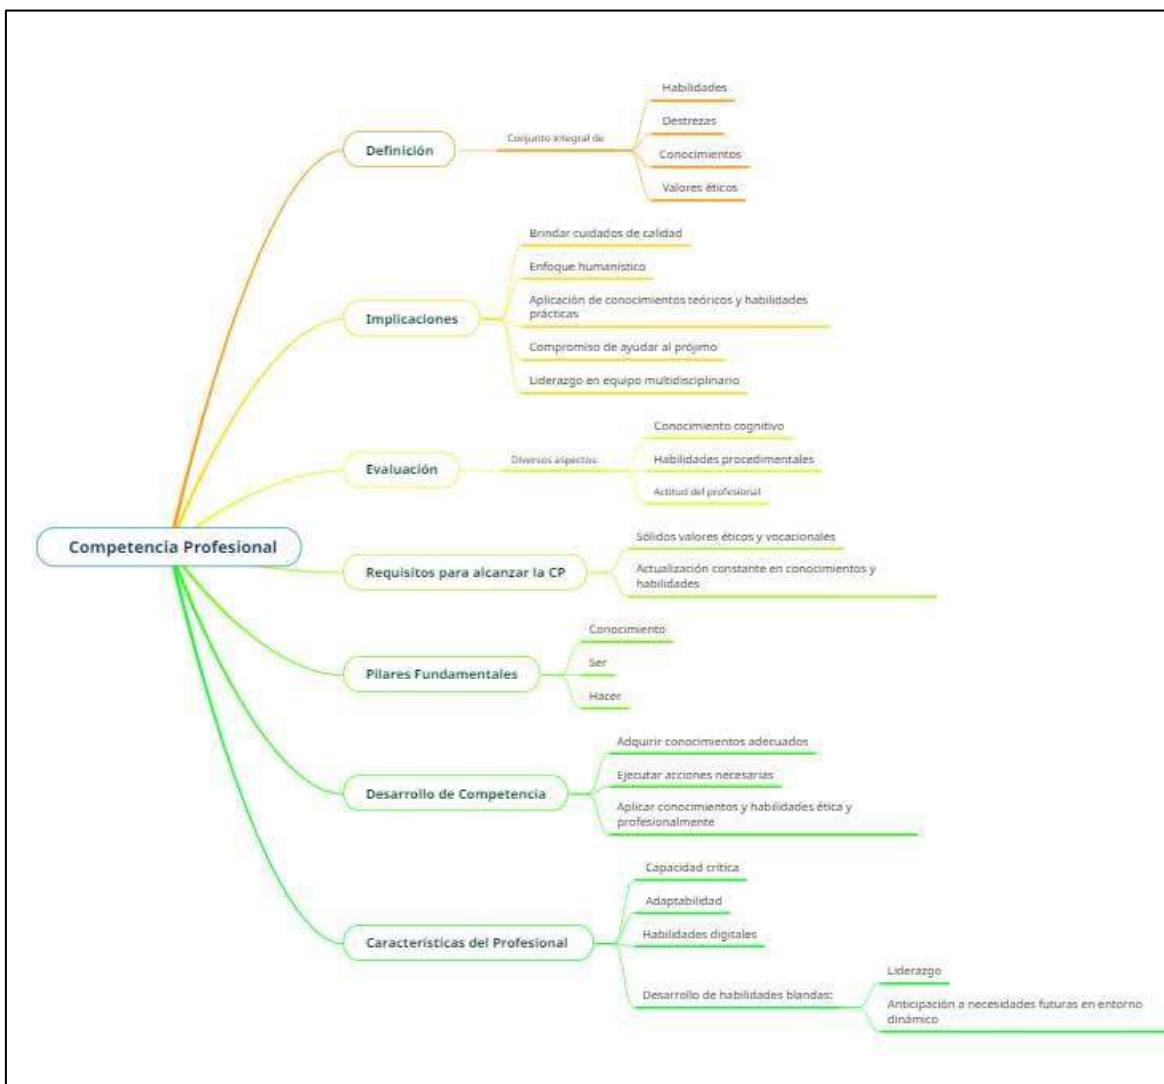 Competencia Profesional
Definición
Conjunto integral de
Habilidades
Destrezas
Conocimientos
Valores éticos
Implicaciones
Brindar cuidados de calidad
Enfoque humanístico
Aplicación de conocimientos teóricos y habilidades
prácticas
Compromiso de ayudar al prójimo
Liderazgo en equipo multidisciplinario
Evaluación
Diversos aspectos:
Conocimiento cognitivo
Habilidades procedimentales
Actitud del profesional
Requisitos para alcanzar la CP
Sólidos valores éticos y vocacionales
Actualización constante en conocimientos y
habilidades
Pilares Fundamentales
Conocimiento
Ser
Hacer
Desarrollo de Competencia
Adquirir conocimientos adecuados
Ejecutar acciones necesarias
Aplicar conocimientos y habilidades ética y
profesionalmente
Características del Profesional
Capacidad crítica
Adaptabilidad
Habilidades digitales
Desarrollo de habilidades blandas:
Liderazgo
Anticipación a necesidades futuras en entorno
dinámico